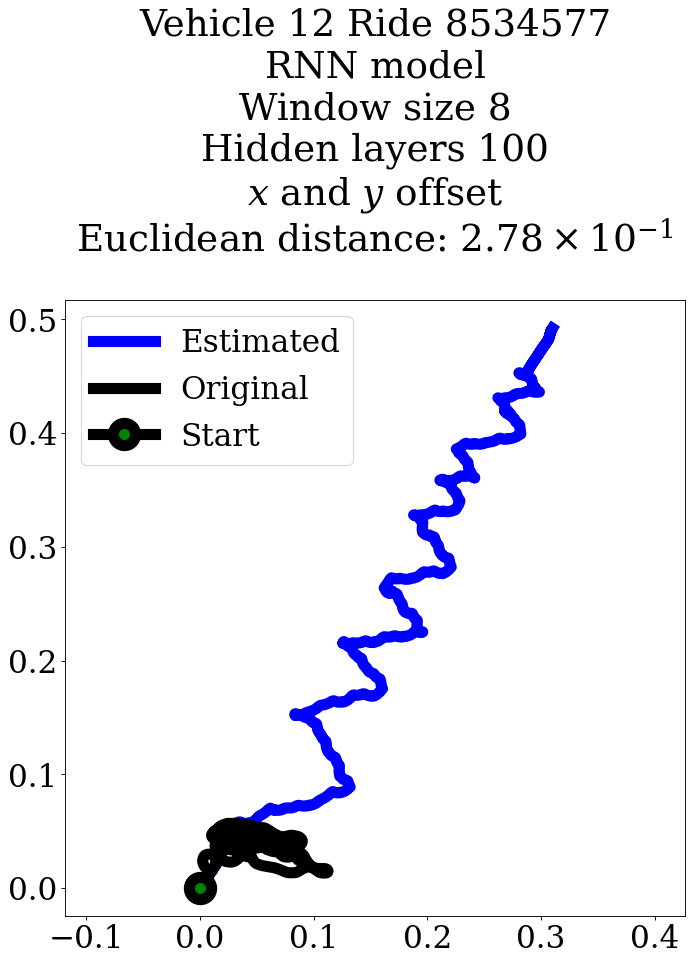 Vehicle 12 Ride 8534577
RNN model
Window size 8
Hidden layers 100
x and y offset
Euclidean distance: 2.78 × 10⁻¹
Estimated
Original
Start
0.5
0.4
0.3
0.2
0.1
0.0
−0.1 0.0 0.1 0.2 0.3 0.4